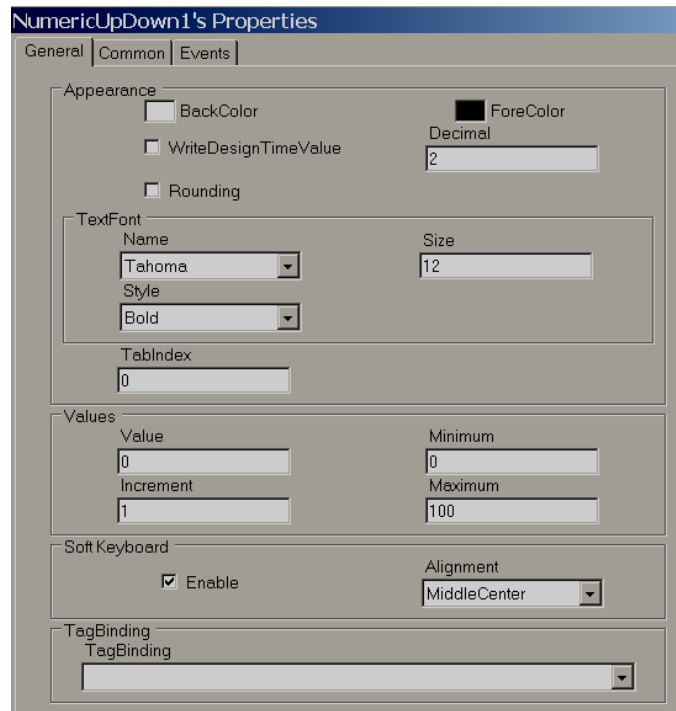 NumericUpDown1's Properties
General Common Events
Appearance
BackColor ForeColor
WriteDesignTimeValue Decimal
2
Rounding
TextFont
Name Size
Tahoma 12
Style
Bold
TabIndex
0
Values
Value Minimum
0 0
Increment Maximum
1 100
Soft Keyboard
Enable Alignment
MiddleCenter
TagBinding
TagBinding